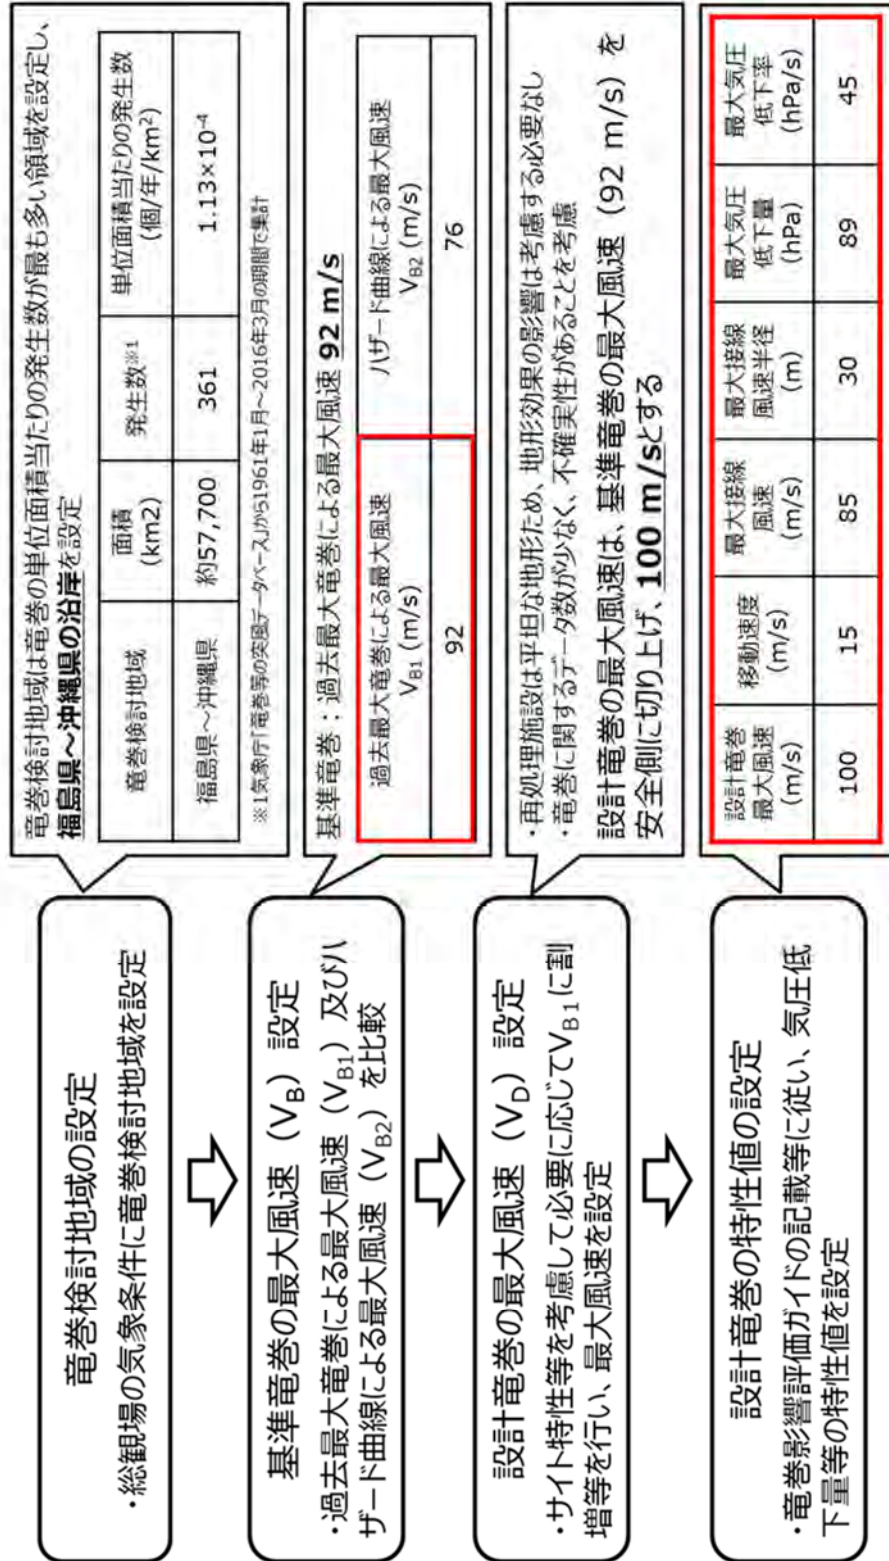 竜巻検討地域の設定
・総観場の気象条件に竜巻検討地域を設定
竜巻検討地域は竜巻の単位面積当たりの発生数が最も多い領域を設定し、
福島県～沖縄県の沿岸を設定
竜巻検討地域
面積
(km2)
発生数※1
単位面積当たりの発生数
(個/年/km²)
福島県～沖縄県
約57,700
361
1.13×10⁻⁴
※1気象庁「竜巻等の突風データベース」から1961年1月～2016年3月の期間で集計
基準竜巻の最大風速（V_B）設定
・過去最大竜巻による最大風速（V_B1）及びハ
ザード曲線による最大風速（V_B2）を比較
基準竜巻：過去最大竜巻による最大風速 92 m/s
過去最大竜巻による最大風速
V_B1 (m/s)
ハザード曲線による最大風速
V_B2 (m/s)
92
76
設計竜巻の最大風速（V_D）設定
・サイト特性等を考慮して必要に応じてV_B1に割
増等を行い、最大風速を設定
・再処理施設は平坦な地形ため、地形効果の影響は考慮する必要なし
・竜巻に関するデータ数が少なく、不確実性があることを考慮
設計竜巻の最大風速は、基準竜巻の最大風速（92 m/s）を
安全側に切り上げ、100 m/sとする
設計竜巻の特性値の設定
・竜巻影響評価ガイドの記載等に従い、気圧低
下量等の特性値を設定
設計竜巻
最大風速
(m/s)
移動速度
(m/s)
最大接線
風速
(m/s)
最大接線
風速半径
(m)
最大気圧
低下量
(hPa)
最大気圧
低下率
(hPa/s)
100
15
85
30
89
45